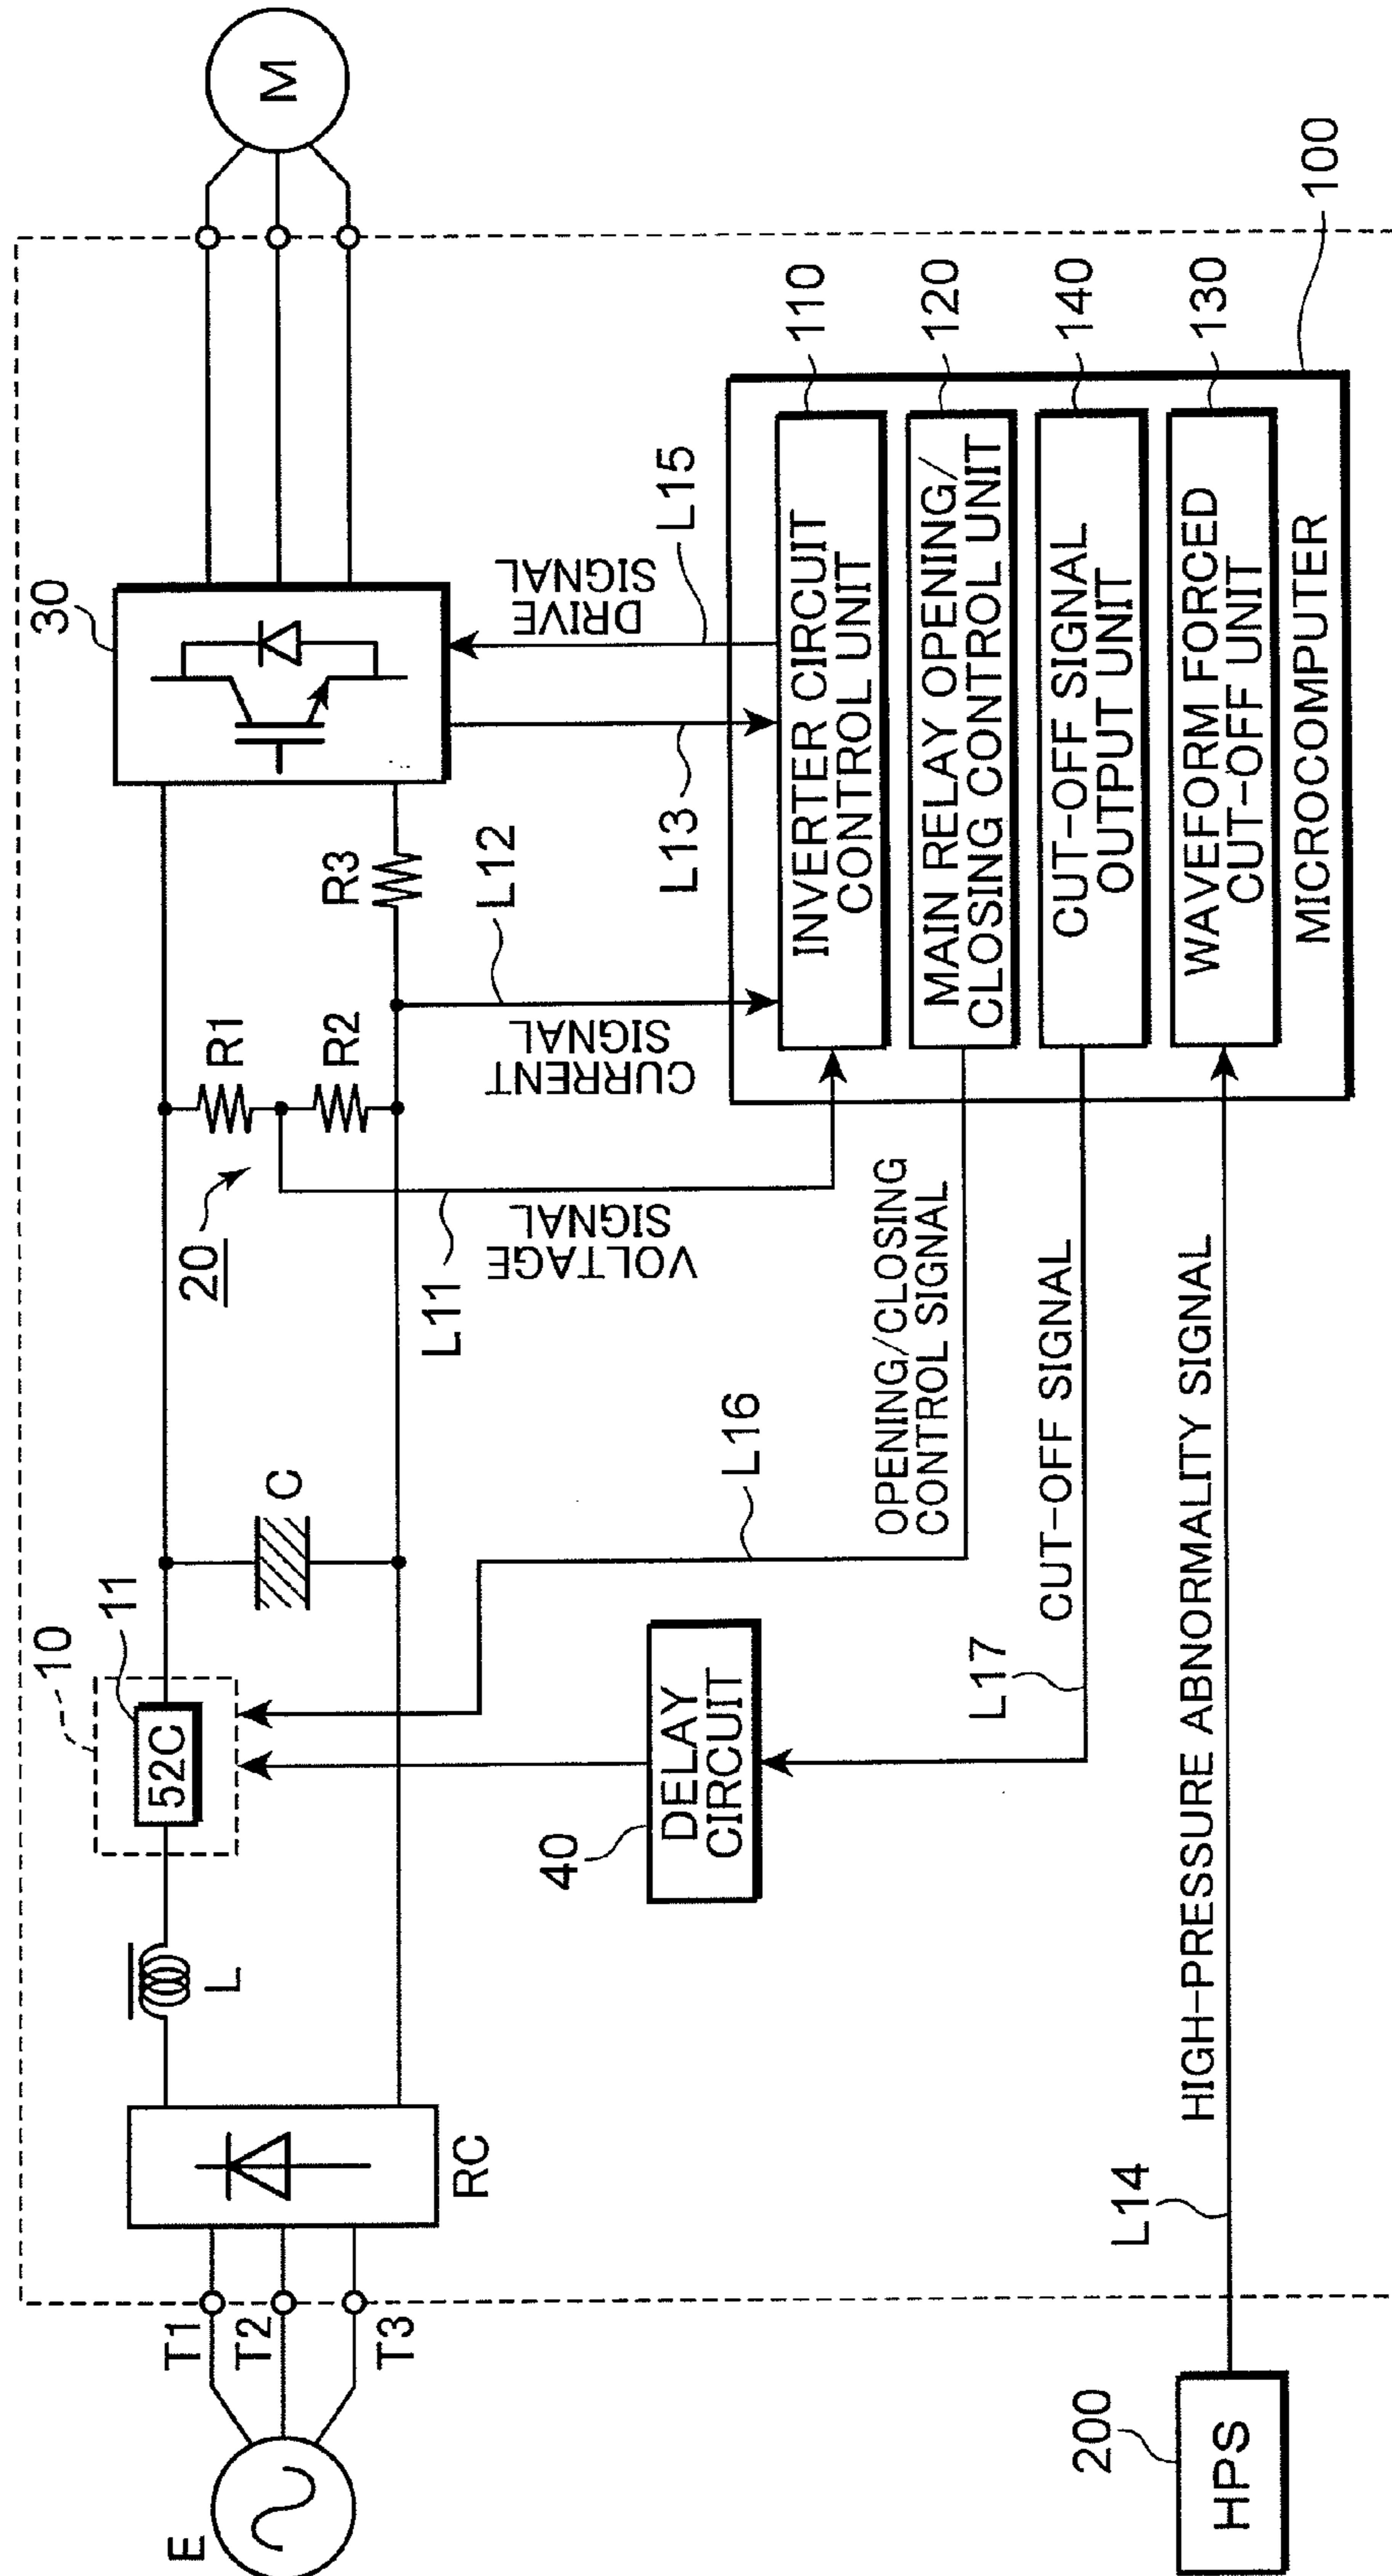 E
T1
T2
T3
RC
L
10
11
52C
C
20
R1
R2
R3
30
M
L11
VOLTAGE
SIGNAL
CURRENT
SIGNAL
L12
L13
DRIVE
SIGNAL
L15
40
DELAY
CIRCUIT
L16
OPENING/CLOSING
CONTROL SIGNAL
L17
CUT-OFF SIGNAL
200
HPS
L14
HIGH-PRESSURE ABNORMALITY SIGNAL
INVERTER CIRCUIT
CONTROL UNIT
110
MAIN RELAY OPENING/
CLOSING CONTROL UNIT
120
CUT-OFF SIGNAL
OUTPUT UNIT
140
WAVEFORM FORCED
CUT-OFF UNIT
130
MICROCOMPUTER
100